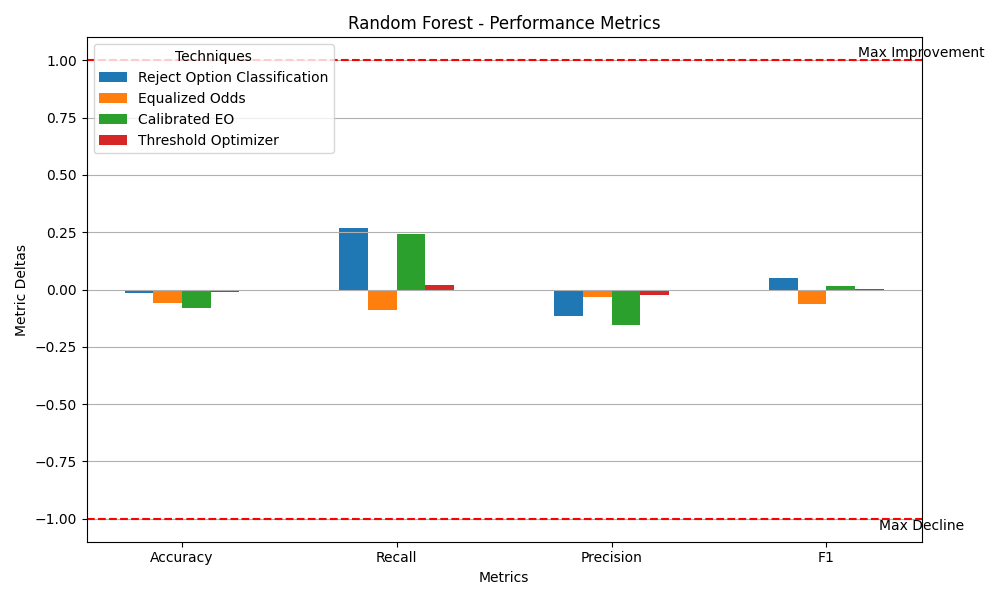 Random Forest - Performance Metrics
Techniques
Reject Option Classification
Equalized Odds
Calibrated EO
Threshold Optimizer
Max Improvement
1.00
0.75
0.50
0.25
0.00
−0.25
−0.50
−0.75
−1.00
Metric Deltas
Max Decline
Accuracy
Recall
Precision
F1
Metrics